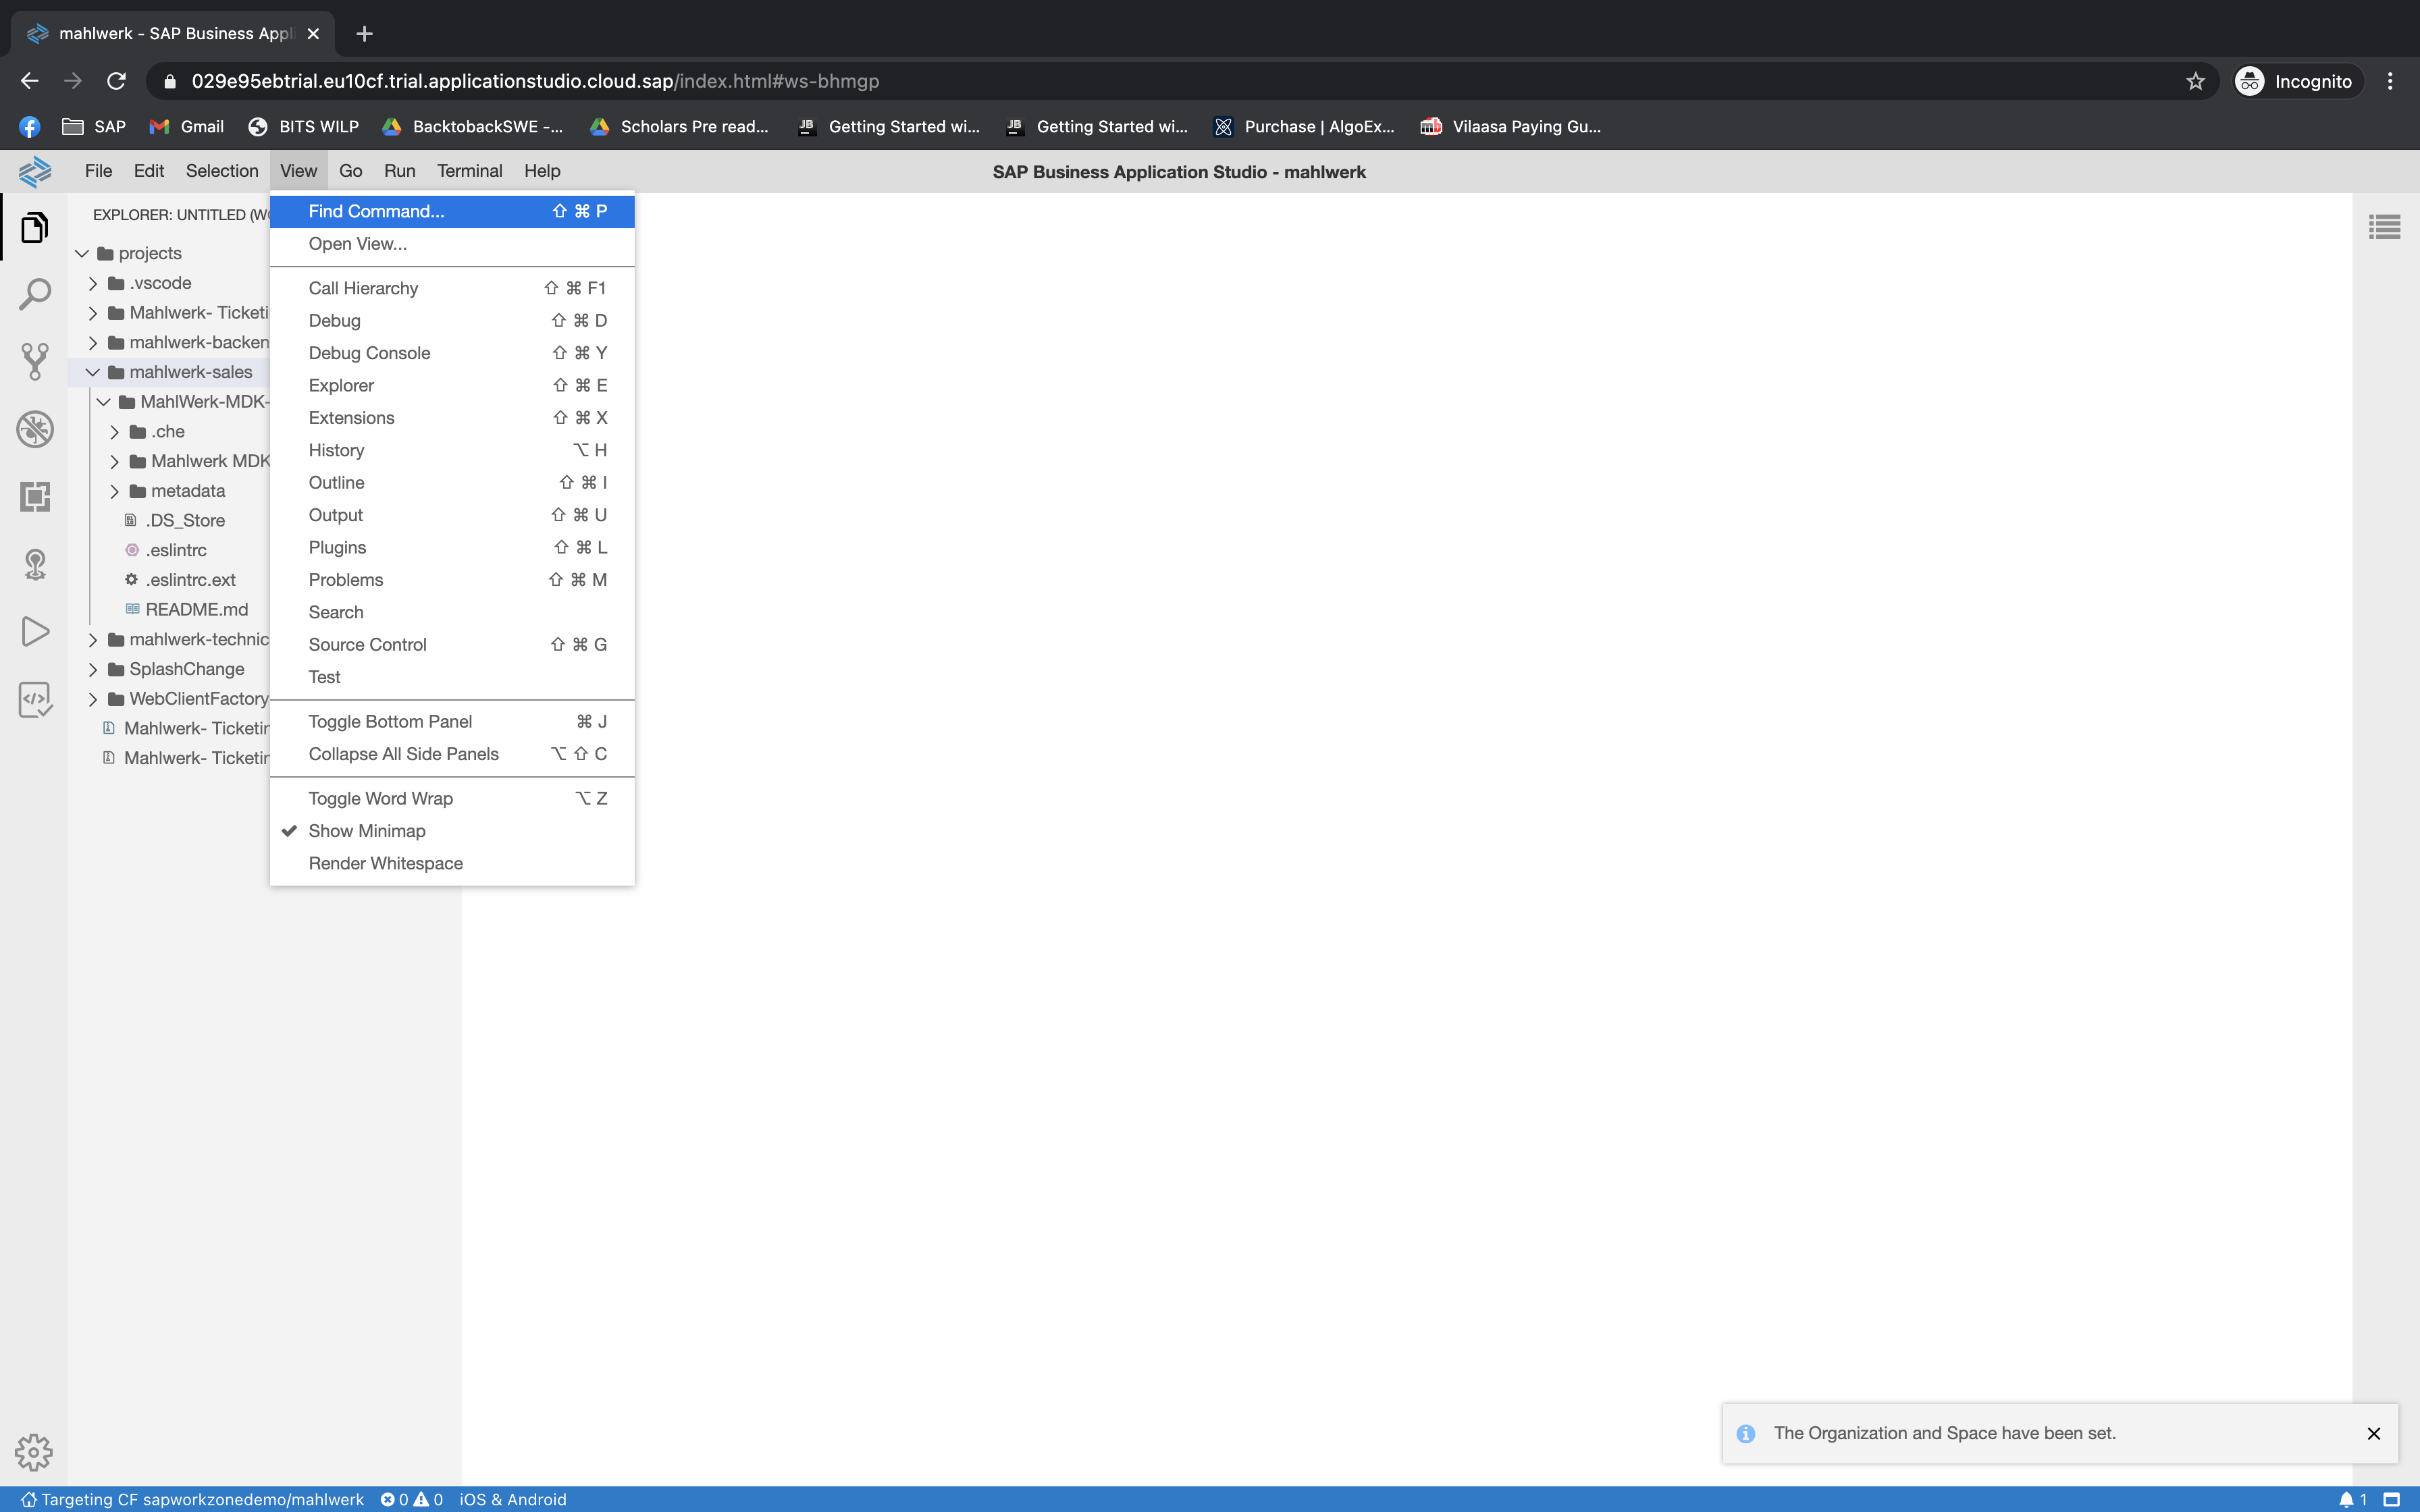 mahlwerk - SAP Business Appli
029e95ebtrial.eu10cf.trial.applicationstudio.cloud.sap/index.html#ws-bhmgp
Incognito
SAP
Gmail
BITS WILP
BacktobackSWE -...
Scholars Pre read...
JB Getting Started wi...
JB Getting Started wi...
Purchase | AlgoEx...
Vilaasa Paying Gu...
File Edit Selection View Go Run Terminal Help
SAP Business Application Studio - mahlwerk
EXPLORER: UNTITLED (WO
projects
.vscode
Mahlwerk- Ticketi
mahlwerk-backen
mahlwerk-sales
MahlWerk-MDK-
.che
Mahlwerk MDK
metadata
.DS_Store
.eslintrc
.eslintrc.ext
README.md
mahlwerk-technic
SplashChange
WebClientFactory
Mahlwerk- Ticketin
Mahlwerk- Ticketin
Find Command... ⇧ ⌘ P
Open View...
Call Hierarchy ⇧ ⌘ F1
Debug ⇧ ⌘ D
Debug Console ⇧ ⌘ Y
Explorer ⇧ ⌘ E
Extensions ⇧ ⌘ X
History ⌥ H
Outline ⇧ ⌘ I
Output ⇧ ⌘ U
Plugins ⇧ ⌘ L
Problems ⇧ ⌘ M
Search
Source Control ⇧ ⌘ G
Test
Toggle Bottom Panel ⌘ J
Collapse All Side Panels ⌥ ⇧ C
Toggle Word Wrap ⌥ Z
Show Minimap
Render Whitespace
The Organization and Space have been set.
Targeting CF sapworkzonedemo/mahlwerk 0 0 iOS & Android 1